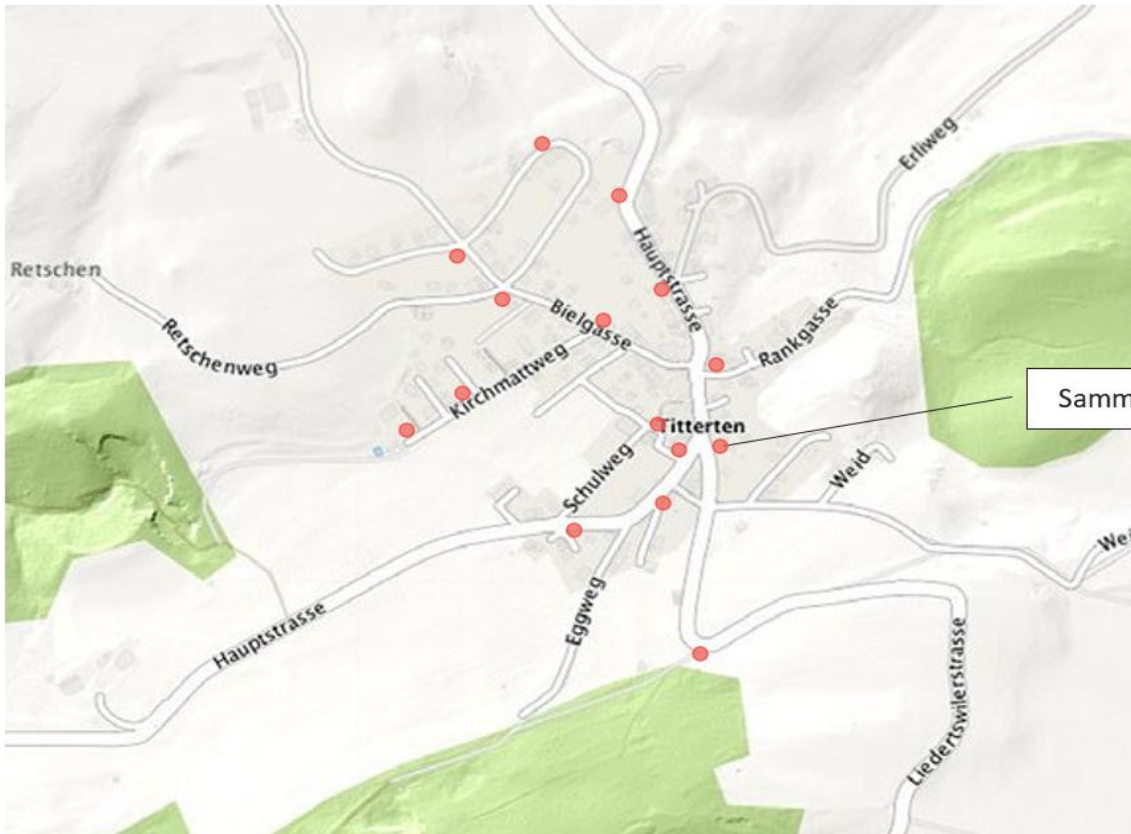 Erliweg
Hauptstrasse
Retschen
Bielgasse
Rankgasse
Retschenweg
Kirchmattweg
Samm
Titterten
Schulweg
Weid
Wei
Eggweg
Hauptstrasse
Liedertswilerstrasse